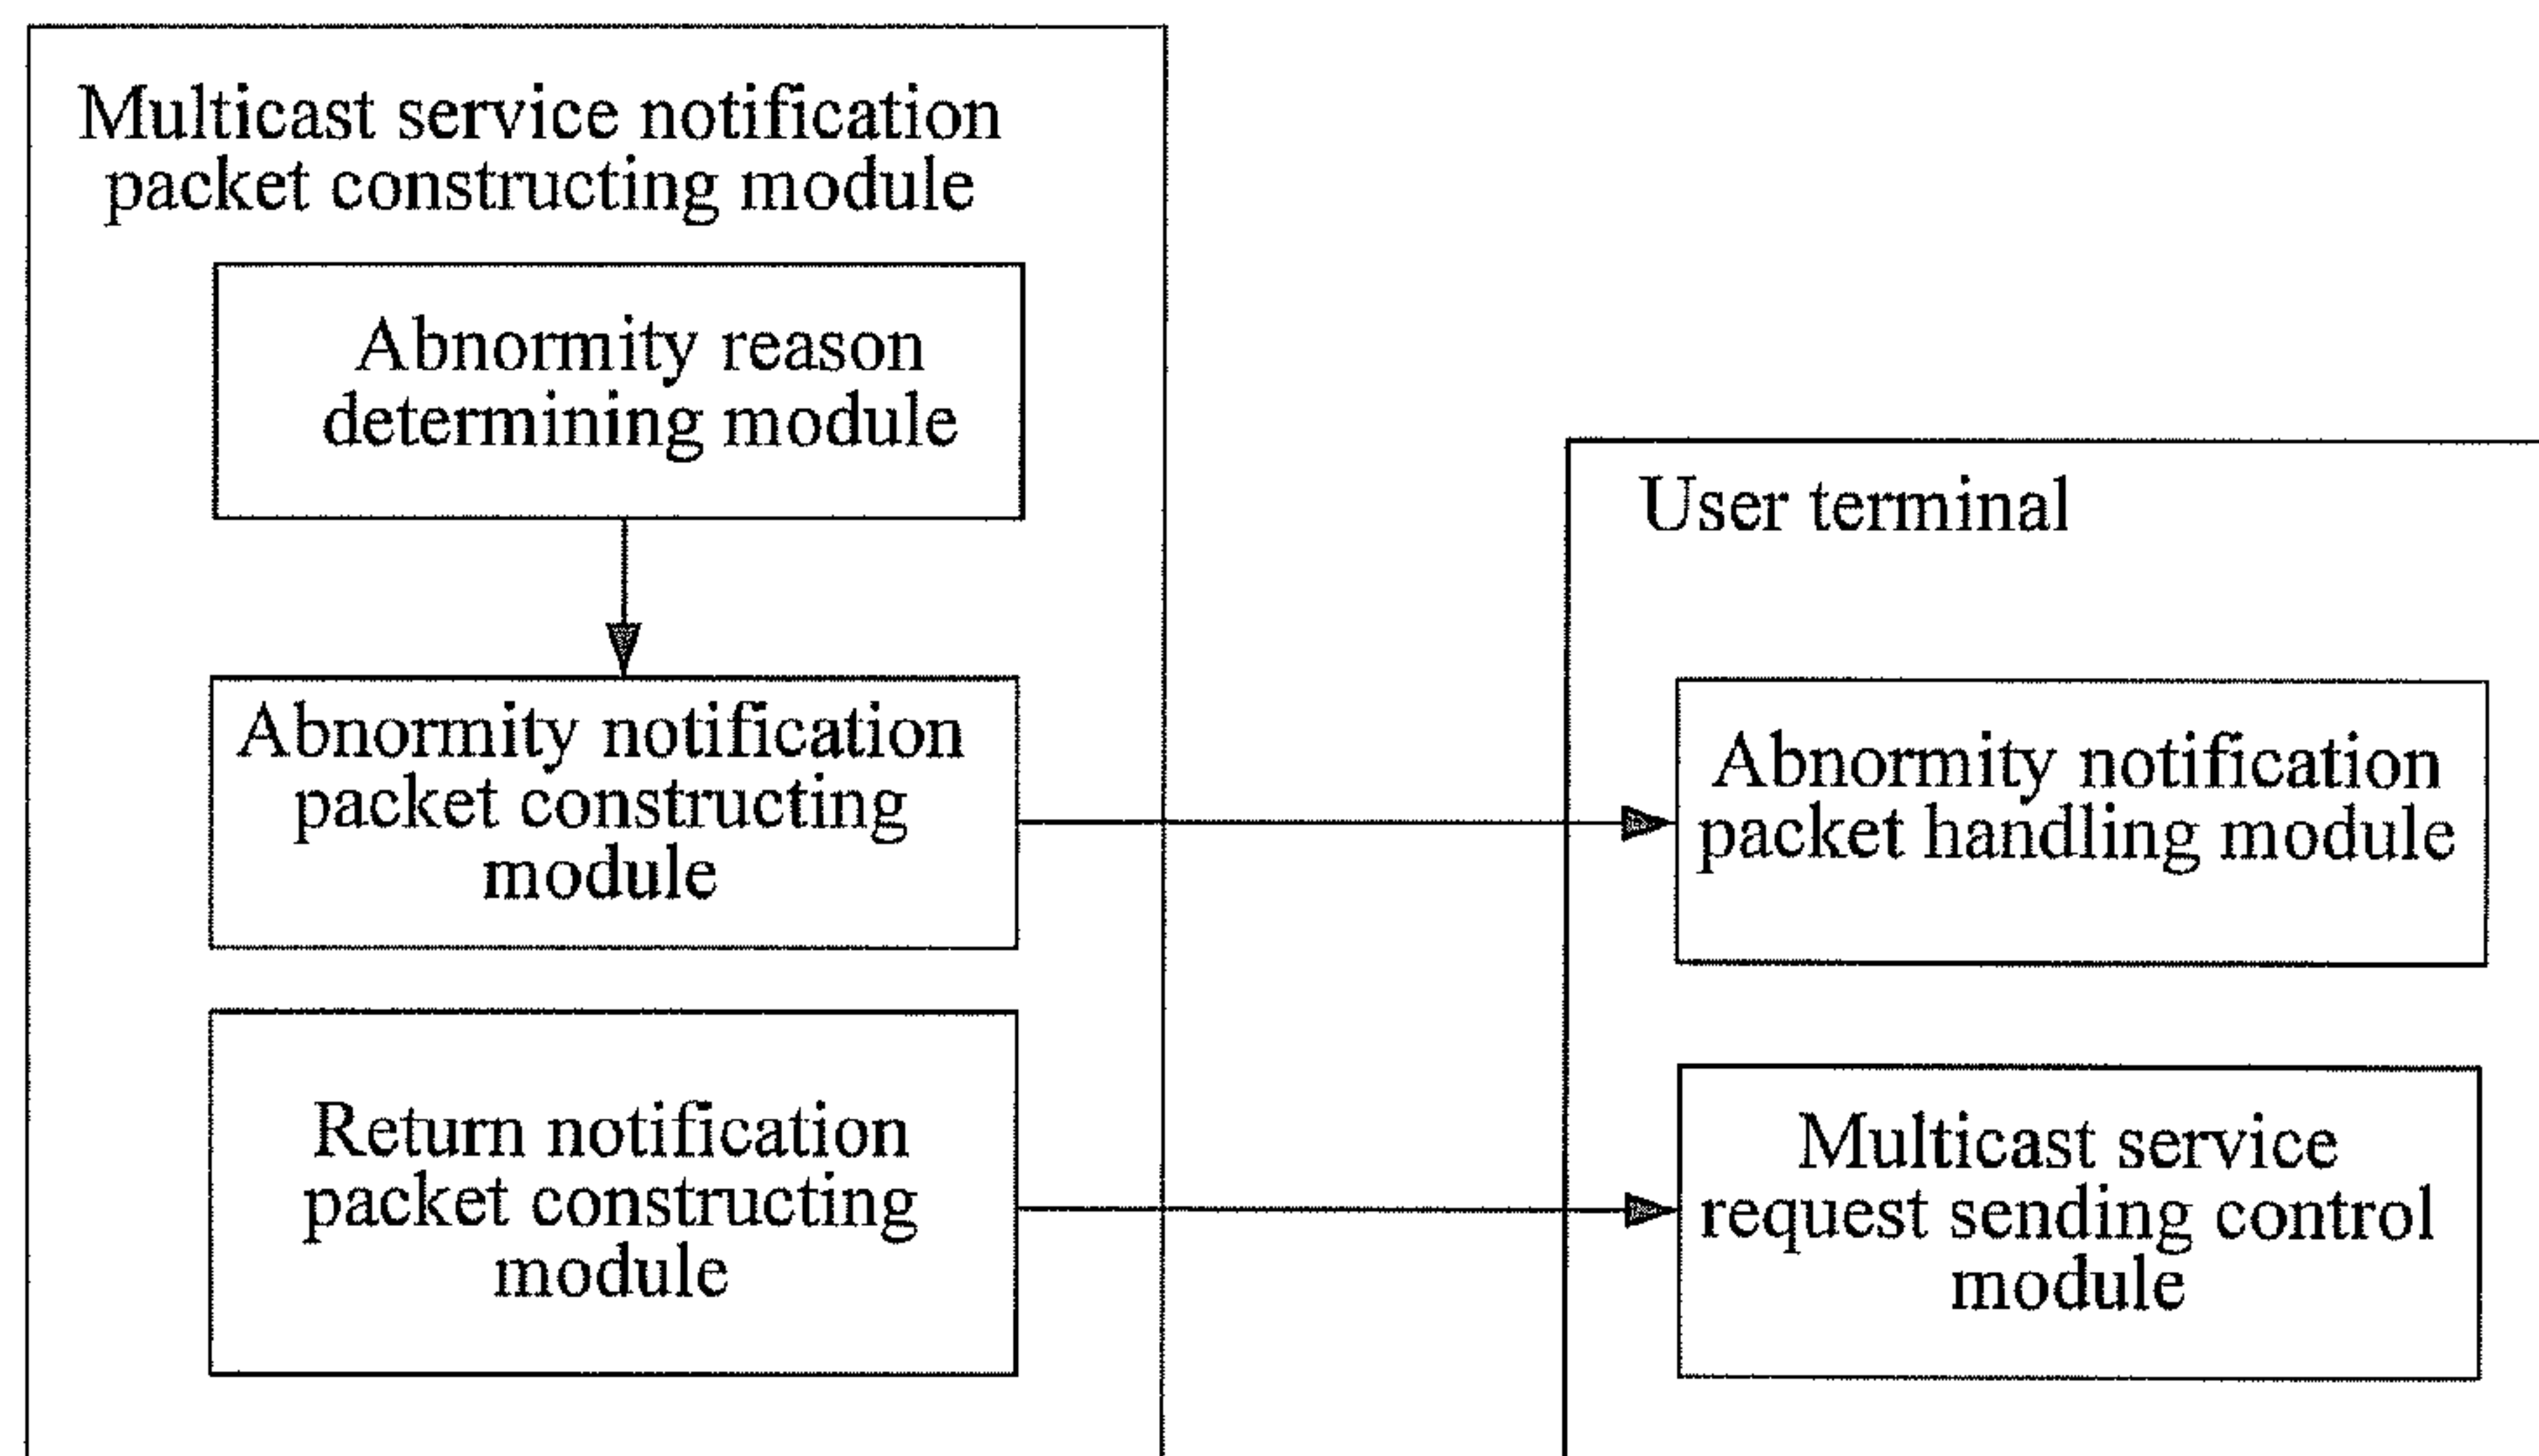 Multicast service notification
packet constructing module
Abnormity reason
determining module
Abnormity notification
packet constructing
module
Return notification
packet constructing
module
User terminal
Abnormity notification
packet handling module
Multicast service
request sending control
module